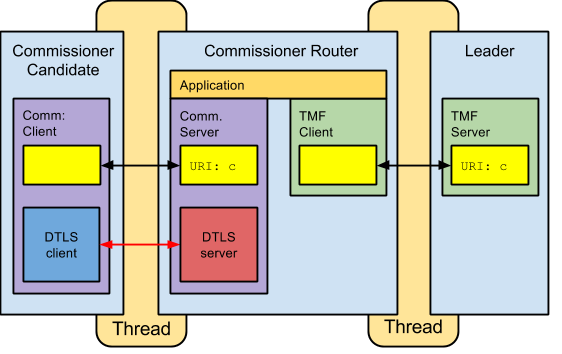 Commissioner
Candidate
Commissioner Router
Leader
Application
Comm:
Client
Comm.
Server
TMF
Client
TMF
Server
URI: c
URI: c
DTLS
client
DTLS
server
Thread
Thread